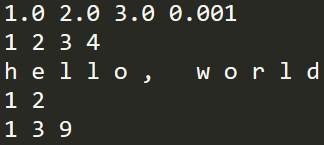 1.0 2.0 3.0 0.001
1 2 3 4
h e l l o ,   w o r l d
1 2
1 3 9